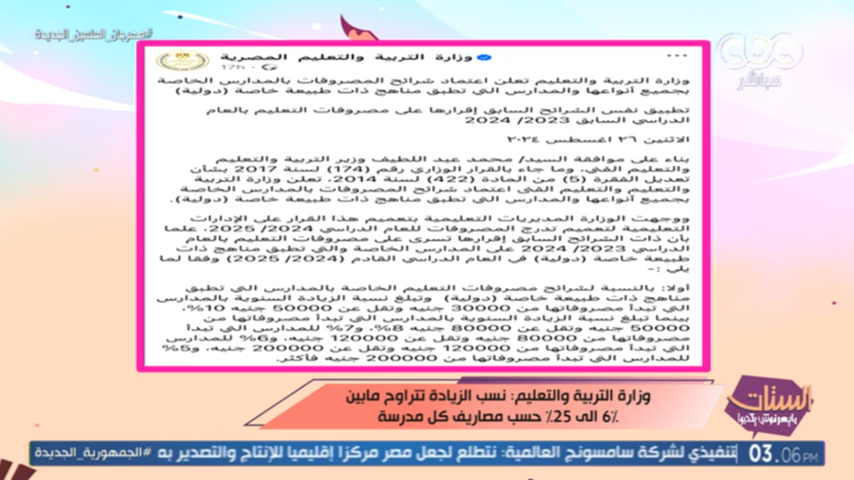 #مهرجان_العلمين_الجديدة
cbc
مباشر
وزارة التربية والتعليم المصرية
17h
وزارة التربية والتعليم تعلن اعتماد شرائح المصروفات بالمدارس الخاصة
بجميع أنواعها والمدارس التي تطبق مناهج ذات طبيعة خاصة (دولية)
تطبيق نفس الشرائح السابق إقرارها على مصروفات التعليم بالعام
الدراسي السابق 2023/ 2024
الاثنين ٢٦ اغسطس ٢٠٢٤
بناء على موافقة السيد/ محمد عبد اللطيف وزير التربية والتعليم
والتعليم الفني، وما جاء بالقرار الوزاري رقم (174) لسنة 2017 بشأن
تعديل الفقرة (5) من المادة (422) لسنة 2014، تعلن وزارة التربية
والتعليم والتعليم الفني اعتماد شرائح المصروفات بالمدارس الخاصة
بجميع أنواعها والمدارس التي تطبق مناهج ذات طبيعة خاصة (دولية).
ووجهت الوزارة المديريات التعليمية بتعميم هذا القرار على الإدارات
التعليمية لتعميم تدرج المصروفات للعام الدراسي 2024/ 2025، علما
بأن ذات الشرائح السابق إقرارها تسرى على مصروفات التعليم بالعام
الدراسي 2023/ 2024 على المدارس الخاصة والتي تطبق مناهج ذات
طبيعة خاصة (دولية) فى العام الدراسي القادم (2024/ 2025) وفقا لما
يلي :-
أولا: بالنسبة لشرائح مصروفات التعليم الخاصة بالمدارس التي تطبق
مناهج ذات طبيعة خاصة (دولية) وتبلغ نسبة الزيادة السنوية بالمدارس
التي تبدأ مصروفاتها من 30000 جنيه وتقل عن 50000 جنيه 10%،
بينما تبلغ نسبة الزيادة السنوية بالمدارس التي تبدأ مصروفاتها من
50000 جنيه وتقل عن 80000 جنيه 8%، و7% للمدارس التي تبدأ
مصروفاتها من 80000 جنيه وتقل عن 120000 جنيه، و6% للمدارس
التي تبدأ مصروفاتها من 120000 جنيه وتقل عن 200000 جنيه، و5%
للمدارس التي تبدأ مصروفاتها من 200000 جنيه فأكثر.
وزارة التربية والتعليم: نسب الزيادة تتراوح مابين
6% الى 25% حسب مصاريف كل مدرسة
الستات
مايعرفوش يكدبوا
03.06 PM
تنفيذي لشركة سامسونج العالمية: نتطلع لجعل مصر مركزا إقليميا للإنتاج والتصدير به
#الجمهورية_الجديدة